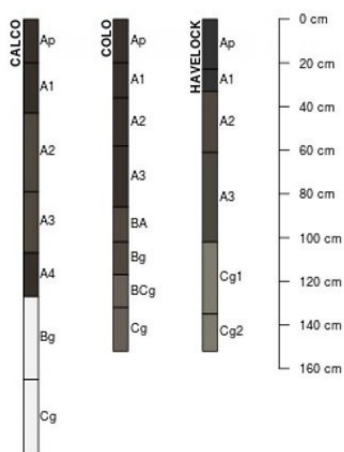 CALCO
Ap
A1
A2
A3
A4
Bg
Cg
COLO
Ap
A1
A2
A3
BA
Bg
BCg
Cg
HAVELOCK
Ap
A1
A2
A3
Cg1
Cg2
0 cm
20 cm
40 cm
60 cm
80 cm
100 cm
120 cm
140 cm
160 cm